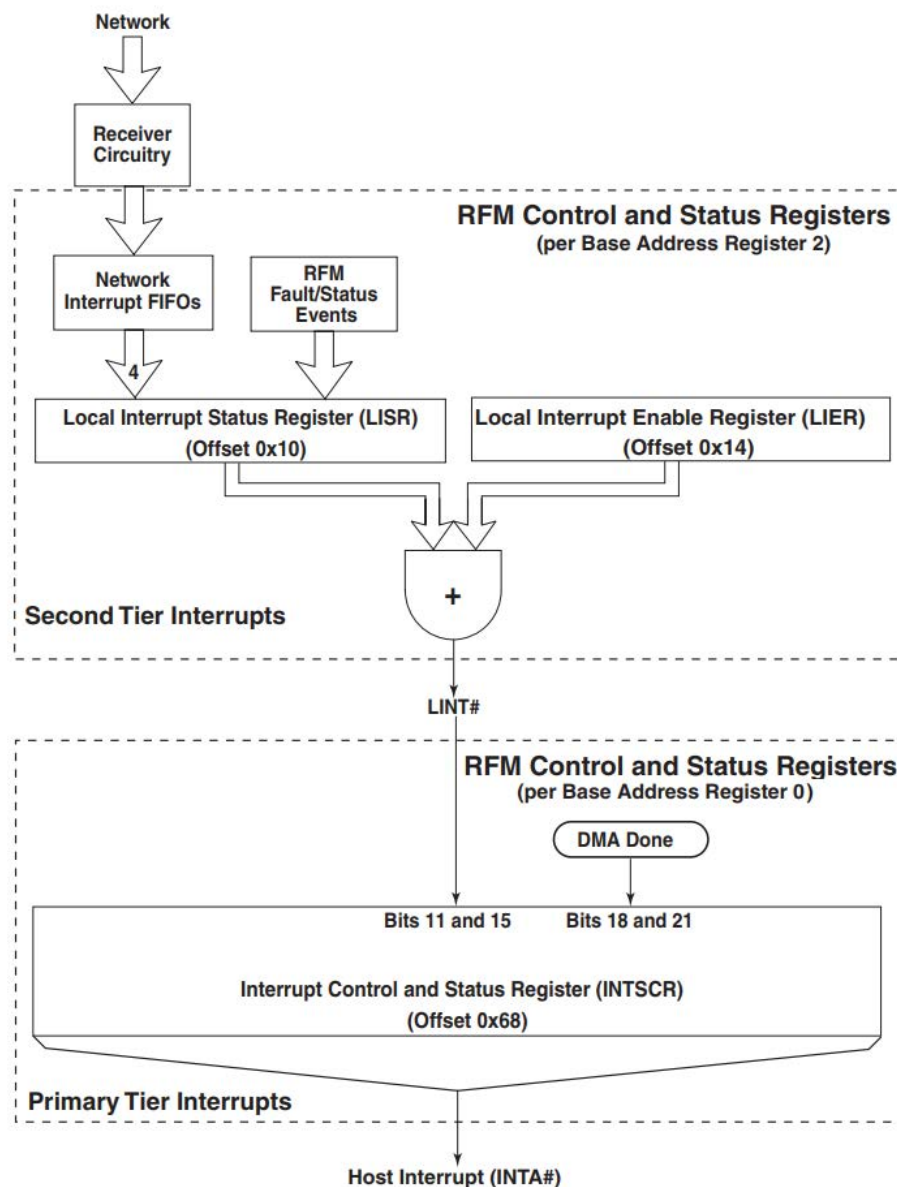 Network
Receiver
Circuitry
RFM Control and Status Registers
(per Base Address Register 2)
Network
Interrupt FIFOs
RFM
Fault/Status
Events
4
Local Interrupt Status Register (LISR)
(Offset 0x10)
Local Interrupt Enable Register (LIER)
(Offset 0x14)
+
Second Tier Interrupts
LINT#
RFM Control and Status Registers
(per Base Address Register 0)
DMA Done
Bits 11 and 15
Bits 18 and 21
Interrupt Control and Status Register (INTSCR)
(Offset 0x68)
Primary Tier Interrupts
Host Interrupt (INTA#)